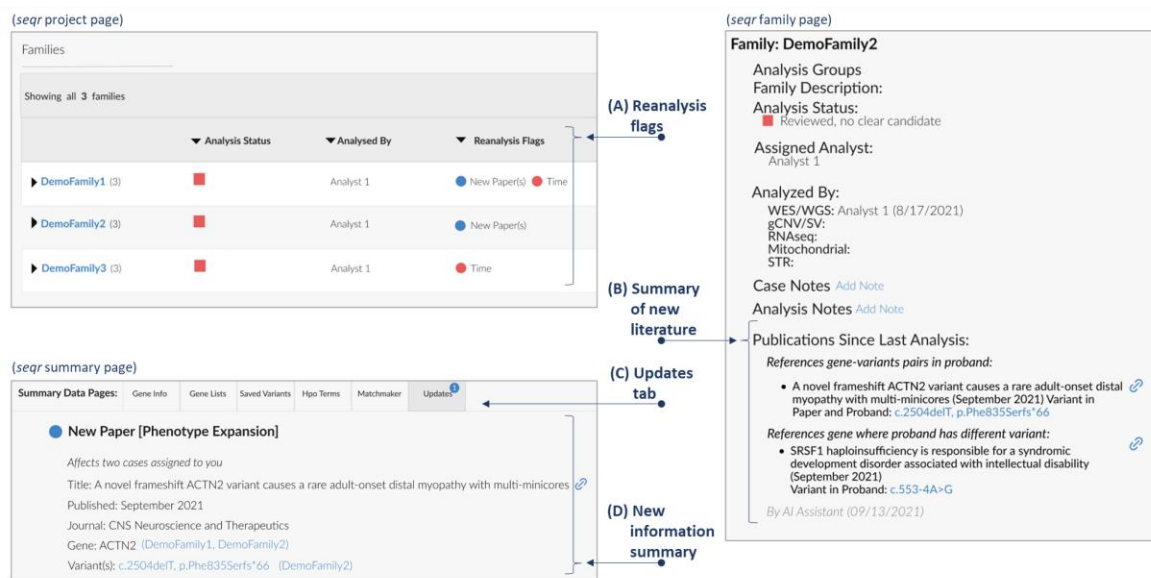 (seqr project page)
Families
Showing all 3 families
Analysis Status Analysed By Reanalysis Flags
DemoFamily1 (3) Analyst 1 New Paper(s) Time
DemoFamily2 (3) Analyst 1 New Paper(s)
DemoFamily3 (3) Analyst 1 Time
(A) Reanalysis
flags
(B) Summary
of new
literature
(C) Updates
tab
(D) New
information
summary
(seqr summary page)
Summary Data Pages: Gene Info Gene Lists Saved Variants Hpo Terms Matchmaker Updates 1
New Paper [Phenotype Expansion]
Affects two cases assigned to you
Title: A novel frameshift ACTN2 variant causes a rare adult-onset distal myopathy with multi-minicores
Published: September 2021
Journal: CNS Neuroscience and Therapeutics
Gene: ACTN2 (DemoFamily1, DemoFamily2)
Variant(s): c.2504delT, p.Phe835Serfs*66 (DemoFamily2)
(seqr family page)
Family: DemoFamily2
Analysis Groups
Family Description:
Analysis Status:
Reviewed, no clear candidate
Assigned Analyst:
Analyst 1
Analyzed By:
WES/WGS: Analyst 1 (8/17/2021)
gCNV/SV:
RNAseq:
Mitochondrial:
STR:
Case Notes Add Note
Analysis Notes Add Note
Publications Since Last Analysis:
References gene-variants pairs in proband:
• A novel frameshift ACTN2 variant causes a rare adult-onset distal
myopathy with multi-minicores (September 2021) Variant in
Paper and Proband: c.2504delT, p.Phe835Serfs*66
References gene where proband has different variant:
• SRSF1 haploinsufficiency is responsible for a syndromic
development disorder associated with intellectual disability
(September 2021)
Variant in Proband: c.553-4A>G
By AI Assistant (09/13/2021)